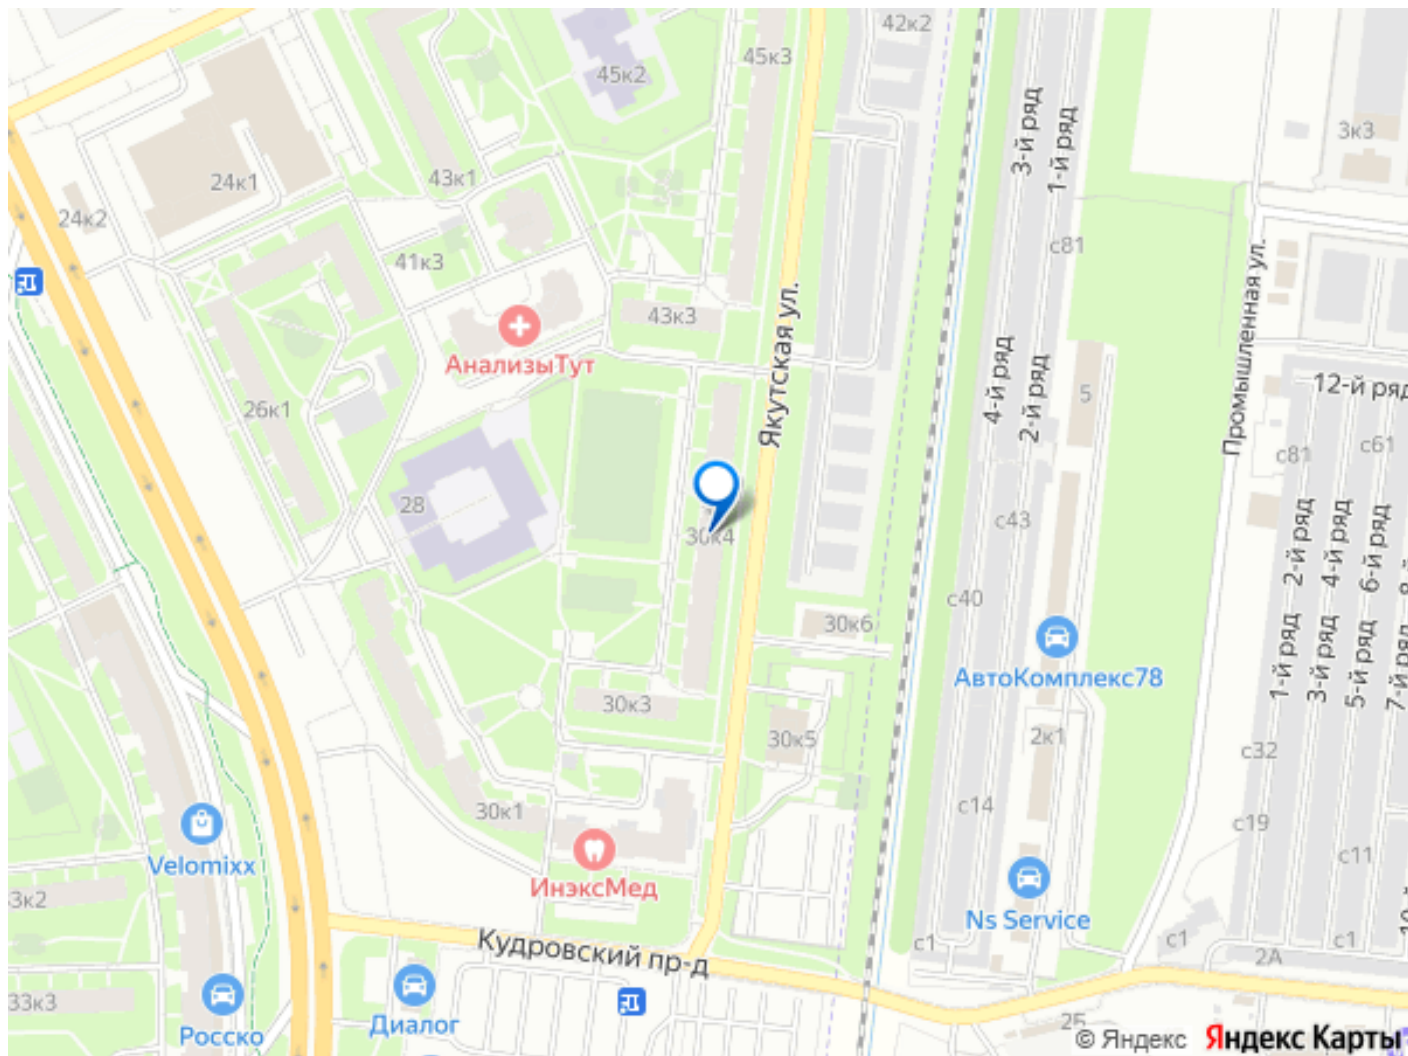 42к2
45к3
45к2
3-й ряд
1-й ряд
3к3
24к1
43к1
24к2
41к3
с81
Промышленная ул.
43к3
Якутская ул.
АнализыТут
4-й ряд
2-й ряд
5
12-й ряд
26к1
с81
с61
28
30к4
с43
2-й ряд
4-й ряд
6-й ряд
с40
30к6
1-й ряд
3-й ряд
5-й ряд
7-й ряд
АвтоКомплекс78
30к3
30к5
2к1
с32
30к1
с14
с19
Velomixx
с11
ИнэксМед
3к2
Ns Service
Кудровский пр-д
с1
с1
с1
2А
33к3
Росско
Диалог
© Яндекс
Яндекс Карты